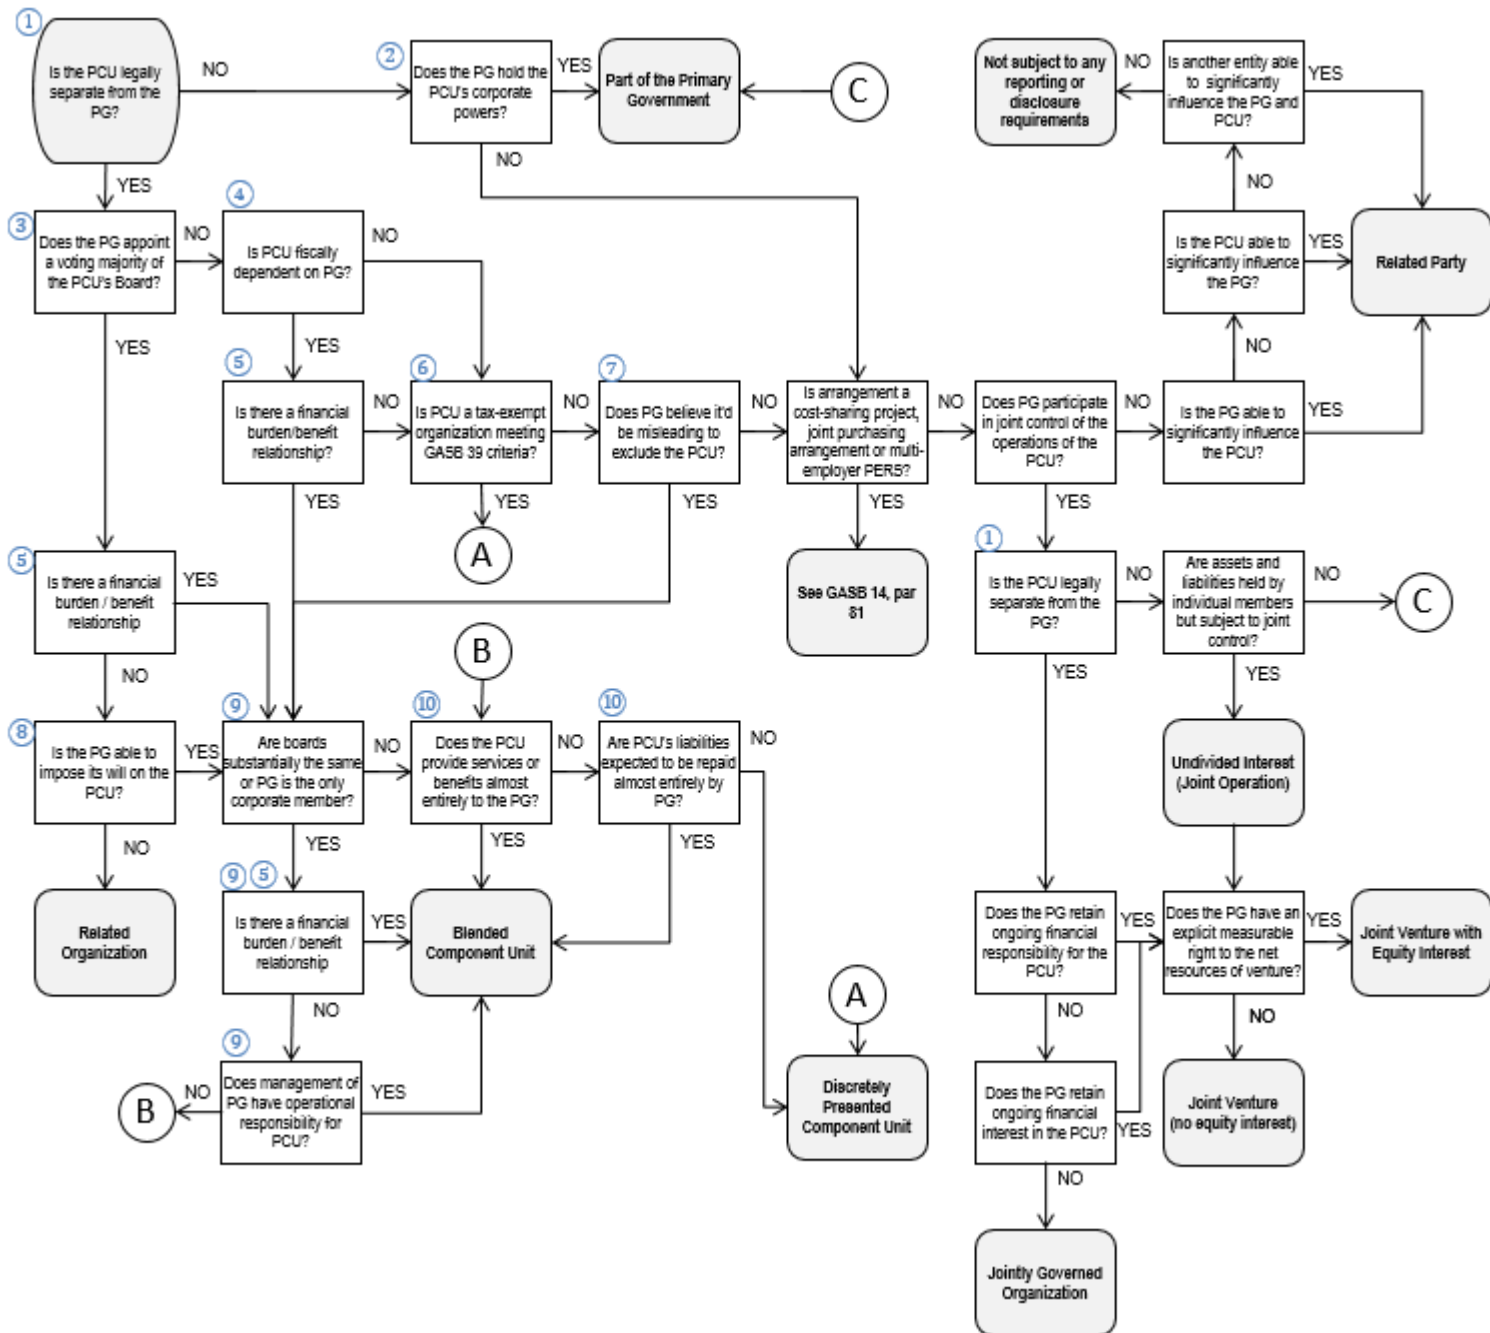 1
Is the PCU legally
separate from the
PG?
NO
YES
2
Does the PG hold the
PCU's corporate
powers?
YES
NO
Part of the Primary
Government
C
Not subject to any
reporting or
disclosure
requirements
NO
Is another entity able
to significantly
influence the PG and
PCU?
YES
3
Does the PG appoint
a voting majority of
the PCU's Board?
NO
YES
4
Is PCU fiscally
dependent on PG?
NO
YES
NO
Is the PCU able to
significantly influence
the PG?
YES
Related Party
NO
5
Is there a financial
burden/benefit
relationship?
NO
YES
6
Is PCU a tax-exempt
organization meeting
GASB 39 criteria?
NO
YES
A
7
Does PG believe it'd
be misleading to
exclude the PCU?
NO
YES
Is arrangement a
cost-sharing project,
joint purchasing
arrangement or multi-
employer PERS?
NO
YES
See GASB 14, par
81
Does PG participate
in joint control of the
operations of the
PCU?
NO
YES
Is the PG able to
significantly influence
the PCU?
YES
5
Is there a financial
burden / benefit
relationship
YES
NO
1
Is the PCU legally
separate from the
PG?
NO
YES
Are assets and
liabilities held by
individual members
but subject to joint
control?
NO
YES
C
B
8
Is the PG able to
impose its will on the
PCU?
YES
NO
9
Are boards
substantially the same
or PG is the only
corporate member?
NO
YES
10
Does the PCU
provide services or
benefits almost
entirely to the PG?
NO
YES
10
Are PCU's liabilities
expected to be repaid
almost entirely by
PG?
NO
YES
Undivided Interest
(Joint Operation)
Related
Organization
9 5
Is there a financial
burden / benefit
relationship
YES
NO
Blended
Component Unit
Does the PG retain
ongoing financial
responsibility for the
PCU?
YES
NO
Does the PG have an
explicit measurable
right to the net
resources of venture?
YES
NO
Joint Venture with
Equity Interest
A
B
NO
9
Does management of
PG have operational
responsibility for
PCU?
YES
Discretely
Presented
Component Unit
Does the PG retain
ongoing financial
interest in the PCU?
YES
NO
Joint Venture
(no equity interest)
Jointly Governed
Organization